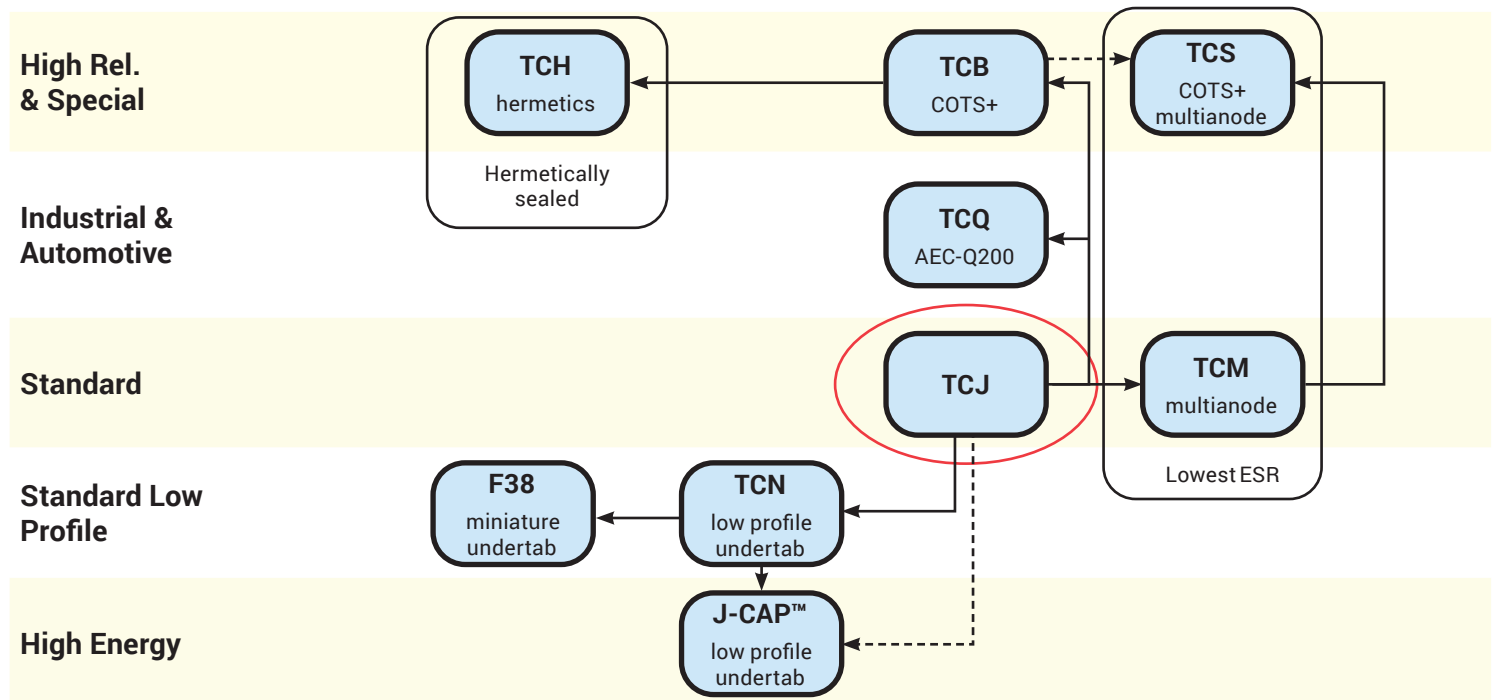 High Rel.
& Special
TCH
hermetics
Hermetically
sealed
TCB
COTS+
TCS
COTS+
multianode
Industrial &
Automotive
TCQ
AEC-Q200
Standard
TCJ
TCM
multianode
Lowest ESR
Standard Low
Profile
F38
miniature
undertab
TCN
low profile
undertab
High Energy
J-CAP™
low profile
undertab